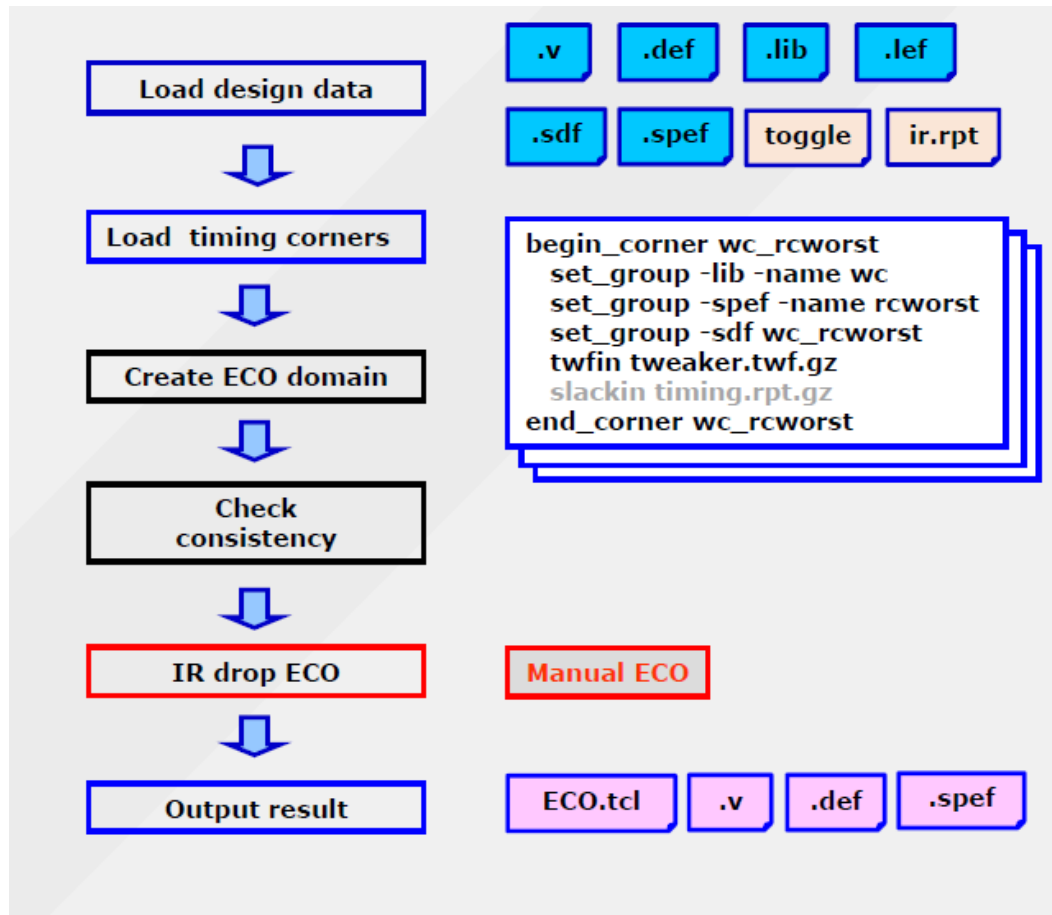 Load design data
.v
.def
.lib
.lef
.sdf
.spef
toggle
ir.rpt
Load timing corners
begin_corner wc_rcworst
set_group -lib -name wc
set_group -spef -name rcworst
set_group -sdf wc_rcworst
twfin tweaker.twf.gz
slackin timing.rpt.gz
end_corner wc_rcworst
Create ECO domain
Check
consistency
IR drop ECO
Manual ECO
Output result
ECO.tcl
.v
.def
.spef